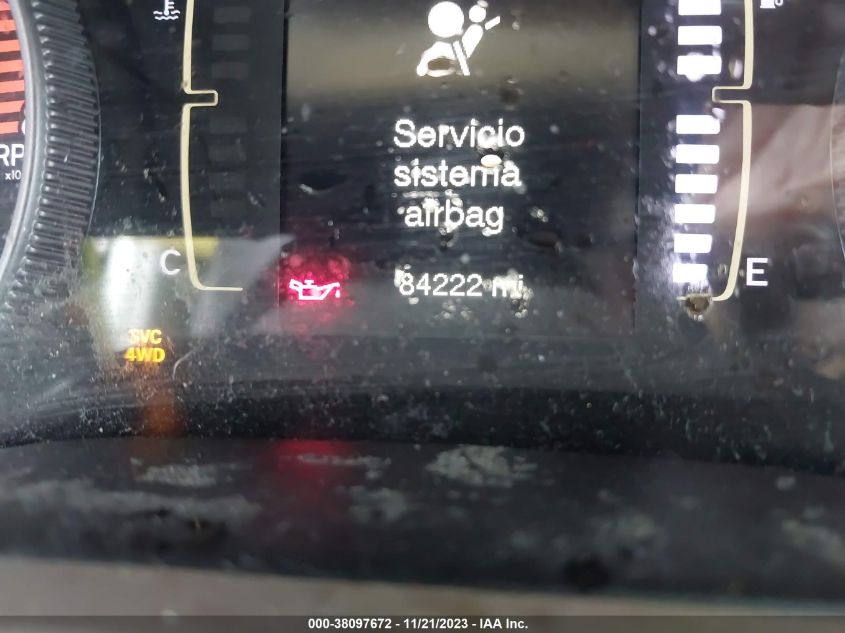 Servicio
sistema
airbag
84222 mi
C
E
SVC
4WD
000-38097672 - 11/21/2023 - IAA Inc.